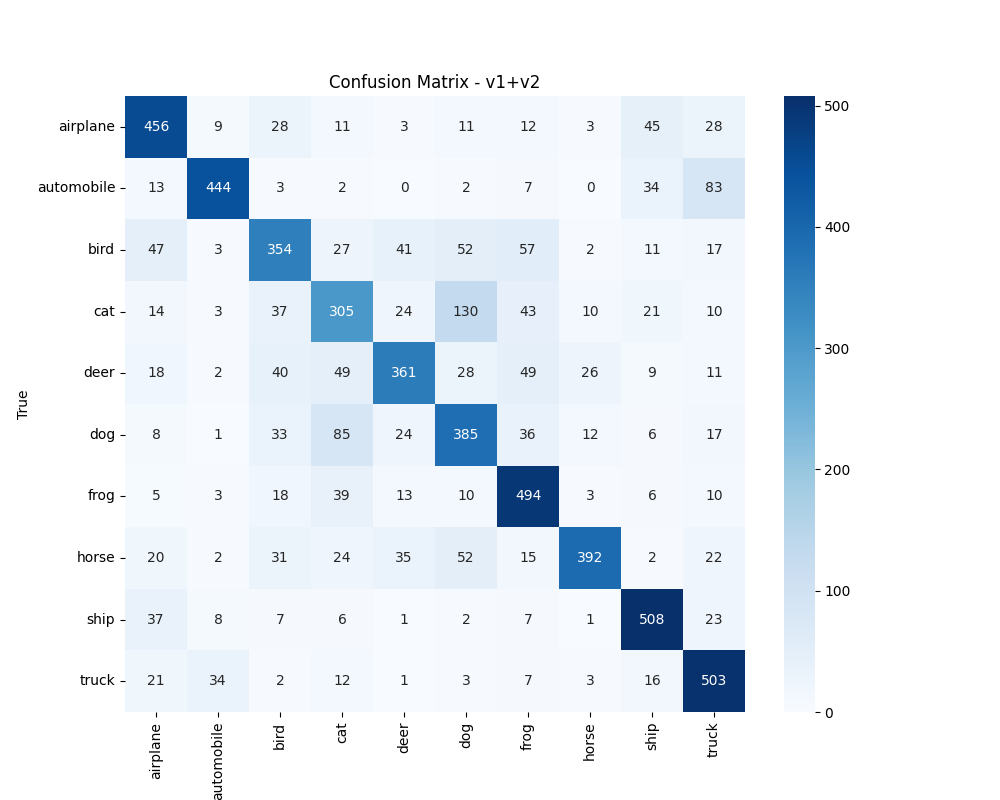 Confusion Matrix - v1+v2
True
airplane 456 9 28 11 3 11 12 3 45 28
automobile 13 444 3 2 0 2 7 0 34 83
bird 47 3 354 27 41 52 57 2 11 17
cat 14 3 37 305 24 130 43 10 21 10
deer 18 2 40 49 361 28 49 26 9 11
dog 8 1 33 85 24 385 36 12 6 17
frog 5 3 18 39 13 10 494 3 6 10
horse 20 2 31 24 35 52 15 392 2 22
ship 37 8 7 6 1 2 7 1 508 23
truck 21 34 2 12 1 3 7 3 16 503
airplane automobile bird cat deer dog frog horse ship truck
500
400
300
200
100
0